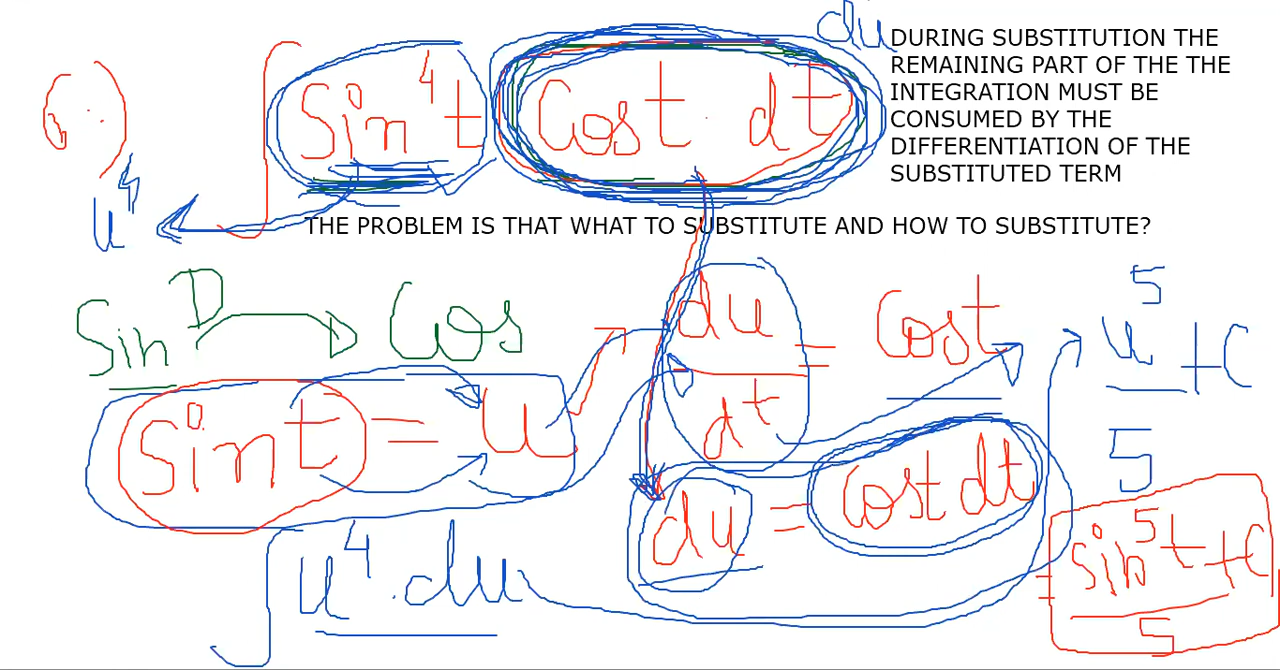 6.) ∫ Sin⁴t Cost dt
du
DURING SUBSTITUTION THE
REMAINING PART OF THE THE
INTEGRATION MUST BE
CONSUMED BY THE
DIFFERENTIATION OF THE
SUBSTITUTED TERM
u⁴
THE PROBLEM IS THAT WHAT TO SUBSTITUTE AND HOW TO SUBSTITUTE?
Sin D Cos
Sin t = u
du/dt = Cost
du = Cost dt
∫ u⁴ . du
u⁵/5 + C
= Sin⁵t/5 + C